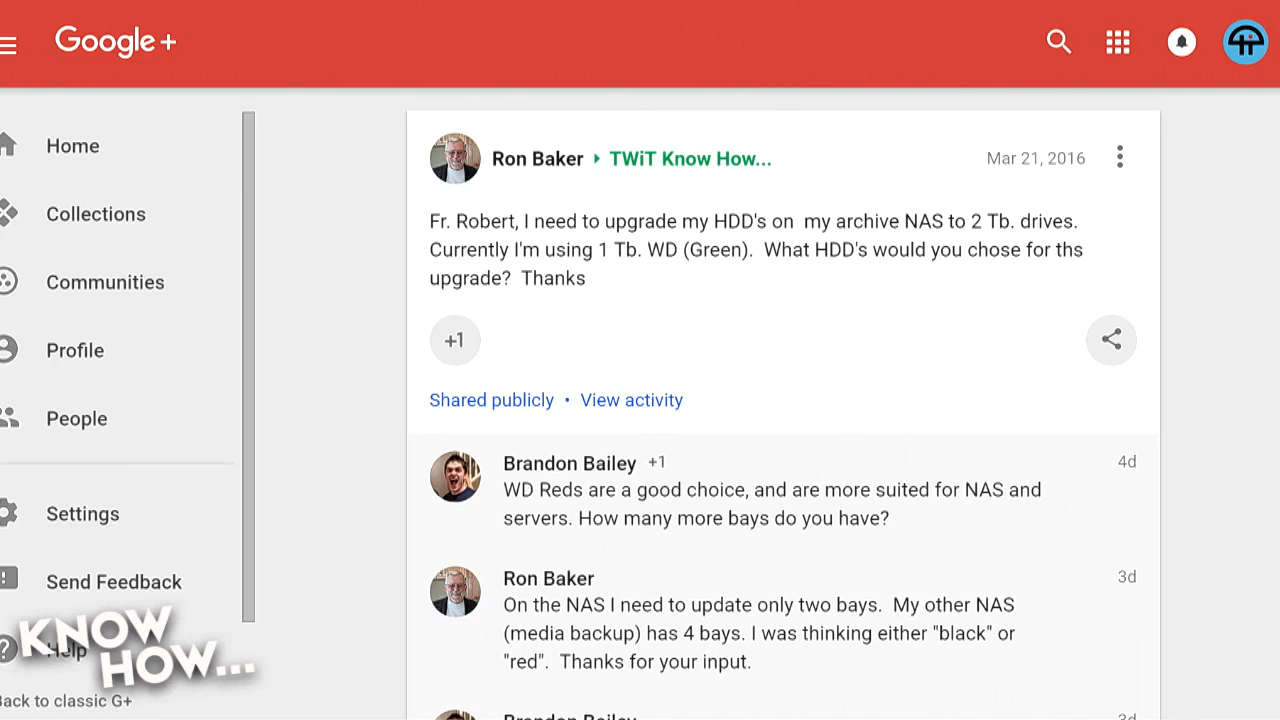 Google+
Home
Collections
Communities
Profile
People
Settings
Send Feedback
Help
Back to classic G+
KNOW
HOW...
Ron Baker TWiT Know How... Mar 21, 2016
Fr. Robert, I need to upgrade my HDD's on  my archive NAS to 2 Tb. drives.
Currently I'm using 1 Tb. WD (Green).  What HDD's would you chose for ths
upgrade?  Thanks
+1
Shared publicly • View activity
Brandon Bailey +1 4d
WD Reds are a good choice, and are more suited for NAS and
servers. How many more bays do you have?
Ron Baker 3d
On the NAS I need to update only two bays.  My other NAS
(media backup) has 4 bays. I was thinking either "black" or
"red".  Thanks for your input.
Brandon Bailey 3d